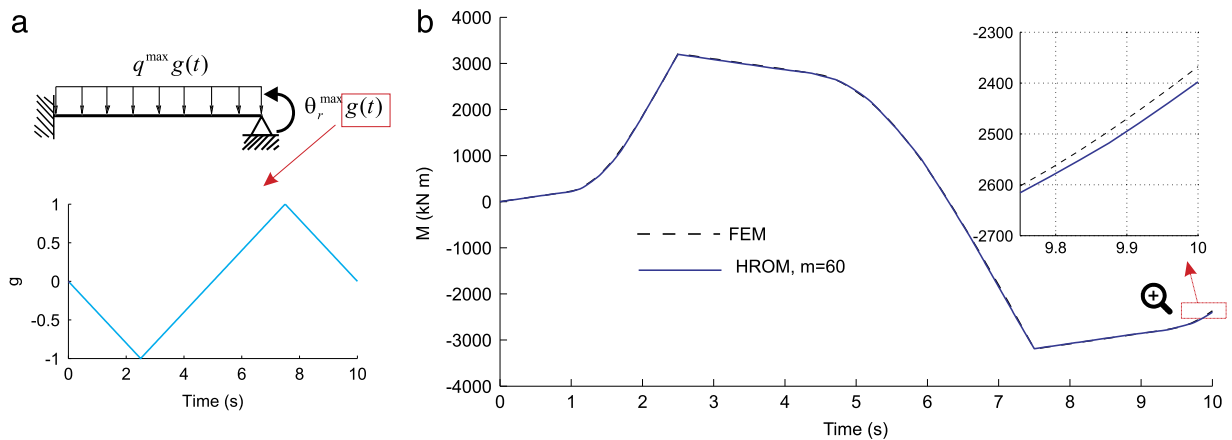 a
q^max g(t)
θ_r^max g(t)
1
0.5
0
-0.5
-1
g
0 2 4 6 8 10
Time (s)
b
4000
3000
2000
1000
0
-1000
-2000
-3000
-4000
M (kN m)
0 1 2 3 4 5 6 7 8 9 10
Time (s)
FEM
HROM, m=60
-2300
-2400
-2500
-2600
-2700
9.8 9.9 10